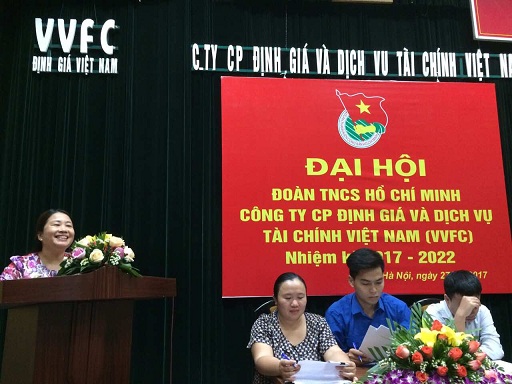 VVFC
ĐỊNH GIÁ VIỆT NAM
C.TY CP ĐỊNH GIÁ VÀ DỊCH VỤ TÀI CHÍNH VIỆT NAM
ĐẠI HỘI
ĐOÀN TNCS HỒ CHÍ MINH
CÔNG TY CP ĐỊNH GIÁ VÀ DỊCH VỤ
TÀI CHÍNH VIỆT NAM (VVFC)
Nhiệm 2017 - 2022
Hà Nội, ngày 2017